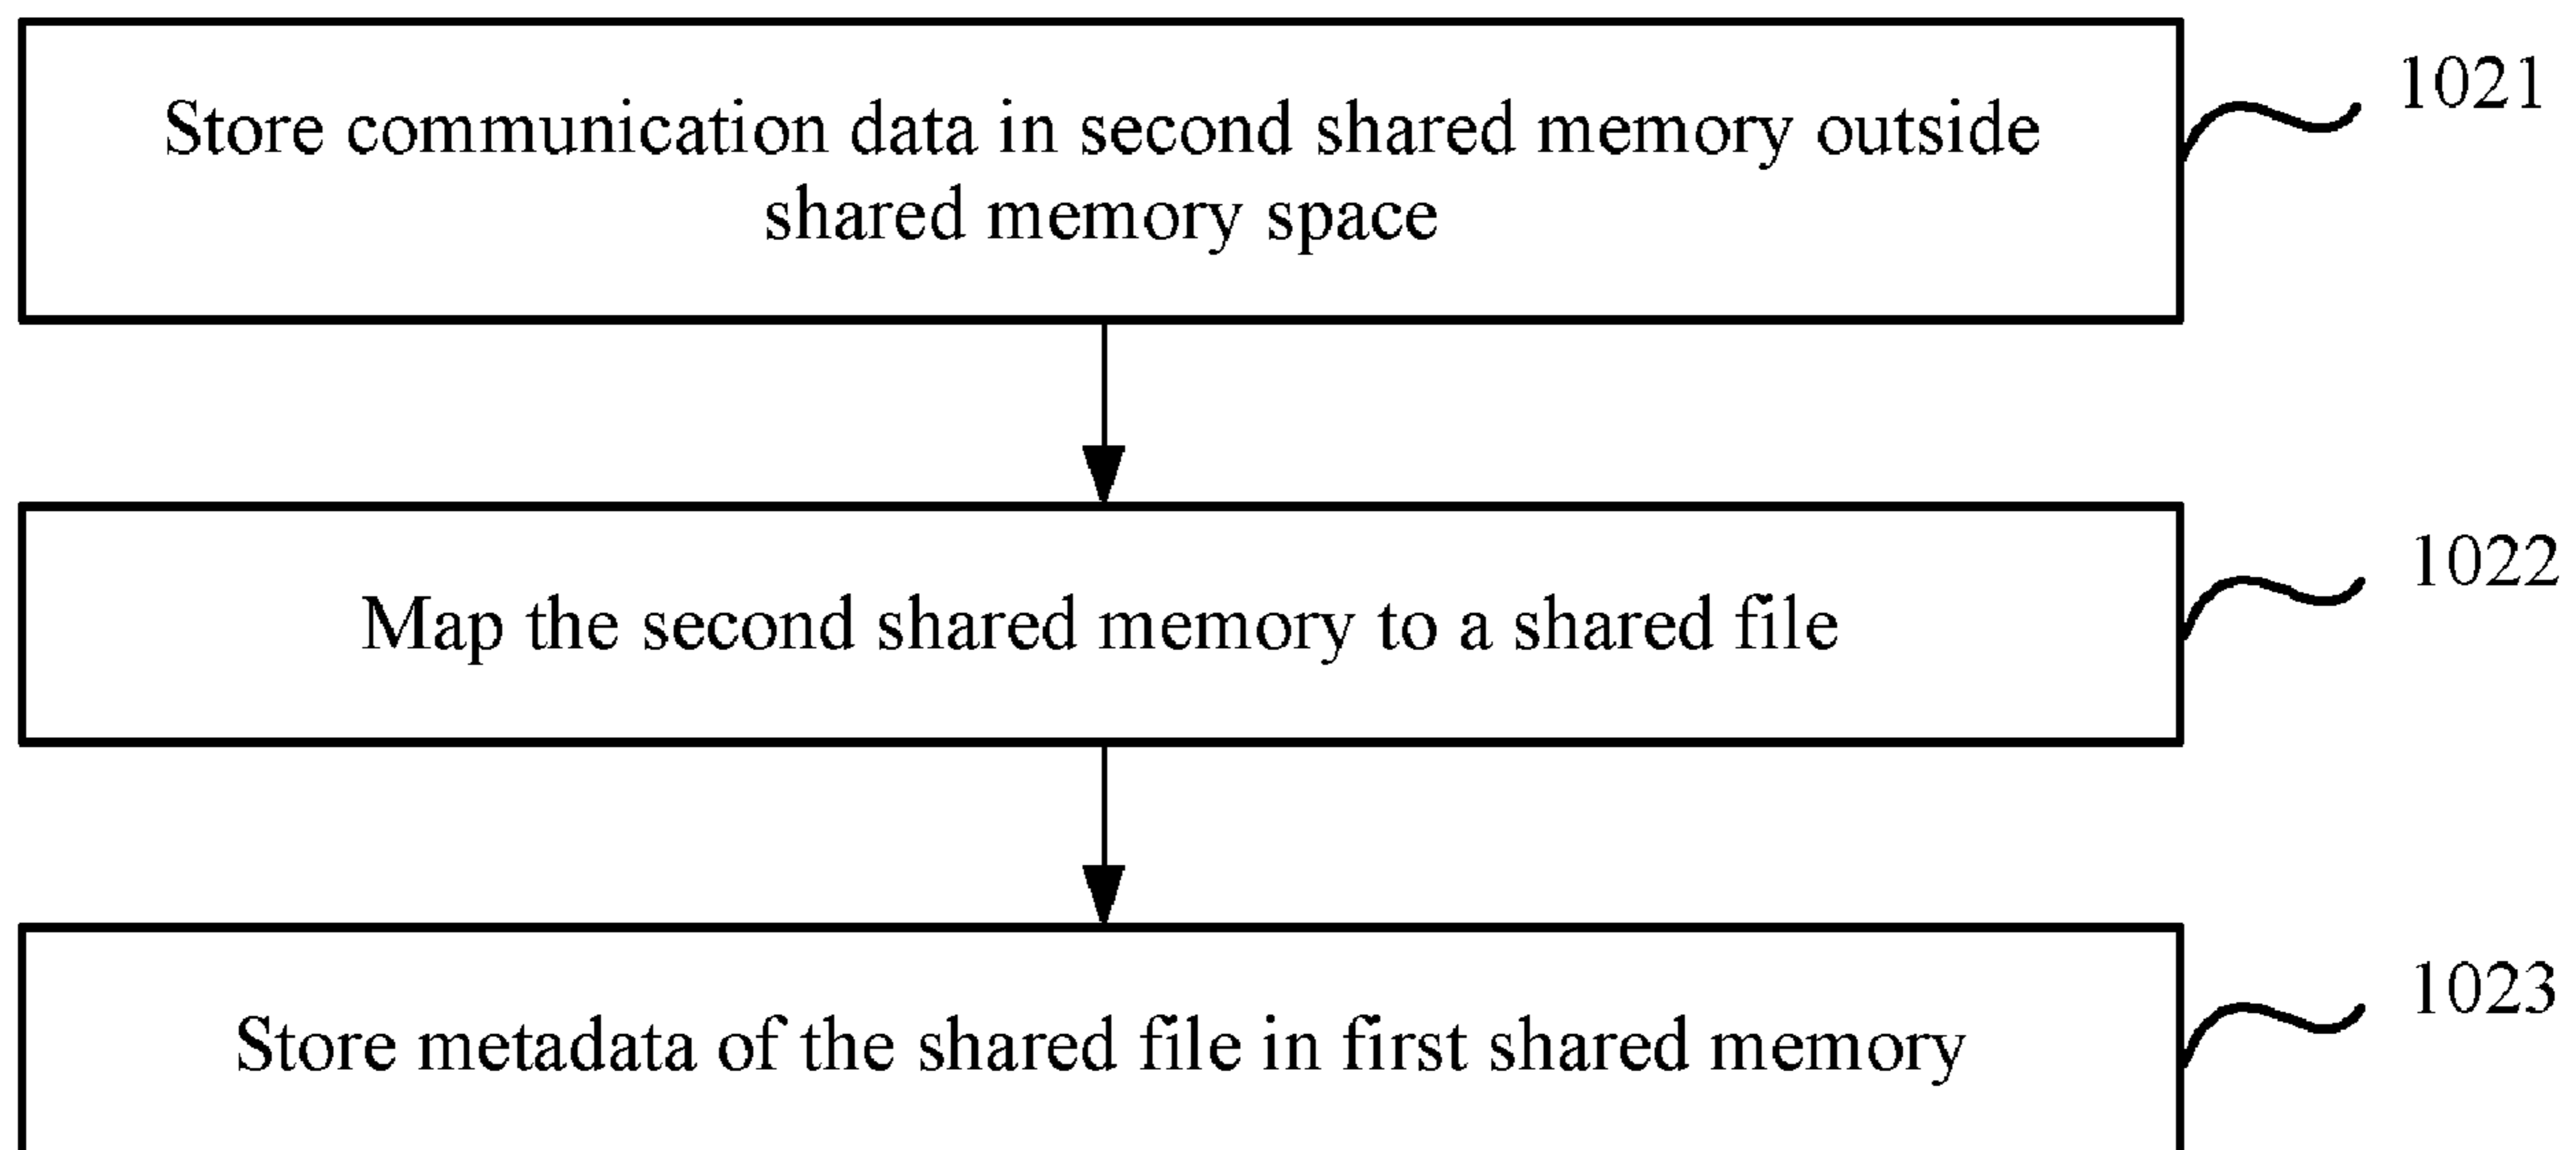 Store communication data in second shared memory outside
shared memory space
1021
Map the second shared memory to a shared file
1022
Store metadata of the shared file in first shared memory
1023